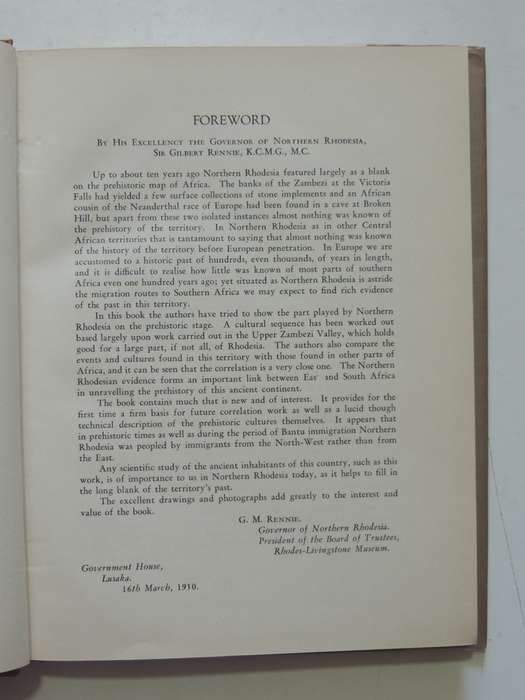 FOREWORD
By His Excellency the Governor of Northern Rhodesia,
Sir Gilbert Rennie, K.C.M.G., M.C.
Up to about ten years ago Northern Rhodesia featured largely as a blank
on the prehistoric map of Africa. The banks of the Zambezi at the Victoria
Falls had yielded a few surface collections of stone implements and an African
cousin of the Neanderthal race of Europe had been found in a cave at Broken
Hill, but apart from these two isolated instances almost nothing was known of
the prehistory of the territory. In Northern Rhodesia as in other Central
African territories that is tantamount to saying that almost nothing was known
of the history of the territory before European penetration. In Europe we are
accustomed to a historic past of hundreds, even thousands, of years in length,
and it is difficult to realise how little was known of most parts of southern
Africa even one hundred years ago; yet situated as Northern Rhodesia is astride
the migration routes to Southern Africa we may expect to find rich evidence
of the past in this territory.
In this book the authors have tried to show the part played by Northern
Rhodesia on the prehistoric stage. A cultural sequence has been worked out
based largely upon work carried out in the Upper Zambezi Valley, which holds
good for a large part, if not all, of Rhodesia. The authors also compare the
events and cultures found in this territory with those found in other parts of
Africa, and it can be seen that the correlation is a very close one. The Northern
Rhodesian evidence forms an important link between Eas and South Africa
in unravelling the prehistory of this ancient continent.
The book contains much that is new and of interest. It provides for the
first time a firm basis for future correlation work as well as a lucid though
technical description of the prehistoric cultures themselves. It appears that
in prehistoric times as well as during the period of Bantu immigration Northern
Rhodesia was peopled by immigrants from the North-West rather than from
the East.
Any scientific study of the ancient inhabitants of this country, such as this
work, is of importance to us in Northern Rhodesia today, as it helps to fill in
the long blank of the territory's past.
The excellent drawings and photographs add greatly to the interest and
value of the book.
G. M. Rennie.
Governor of Northern Rhodesia.
President of the Board of Trustees,
Rhodes-Livingstone Museum.
Government House,
Lusaka.
16th March, 1950.